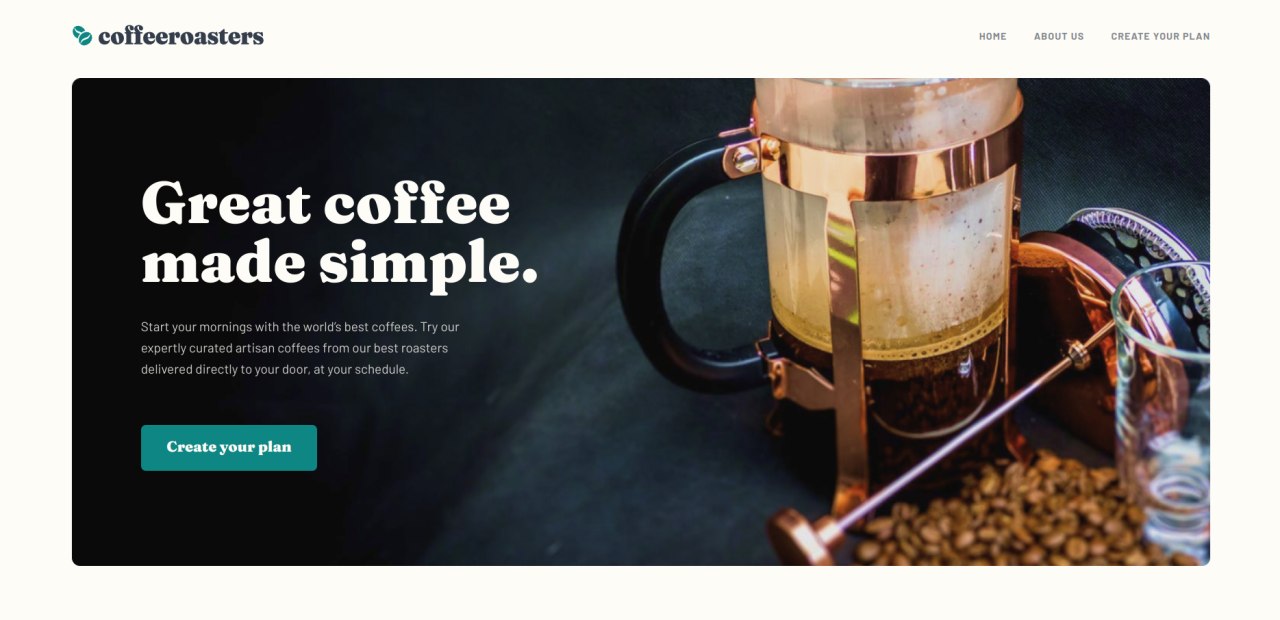 coffeeroasters
HOME
ABOUT US
CREATE YOUR PLAN
Great coffee
made simple.
Start your mornings with the world’s best coffees. Try our
expertly curated artisan coffees from our best roasters
delivered directly to your door, at your schedule.
Create your plan